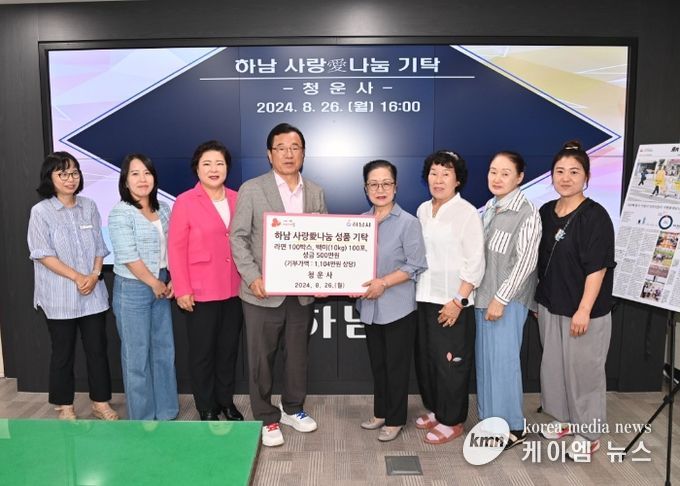 하남 사랑愛나눔 기탁
- 청 운 사 -
2024. 8. 26. (월) 16:00
하남시
하남 사랑愛나눔 성품 기탁
라면 100박스, 백미(10kg) 100포,
성금 500만원
(기부가액 : 1,104만원 상당)
청 운 사
2024. 8. 26.(월)
하남
korea media news
kmn 케이엠 뉴스